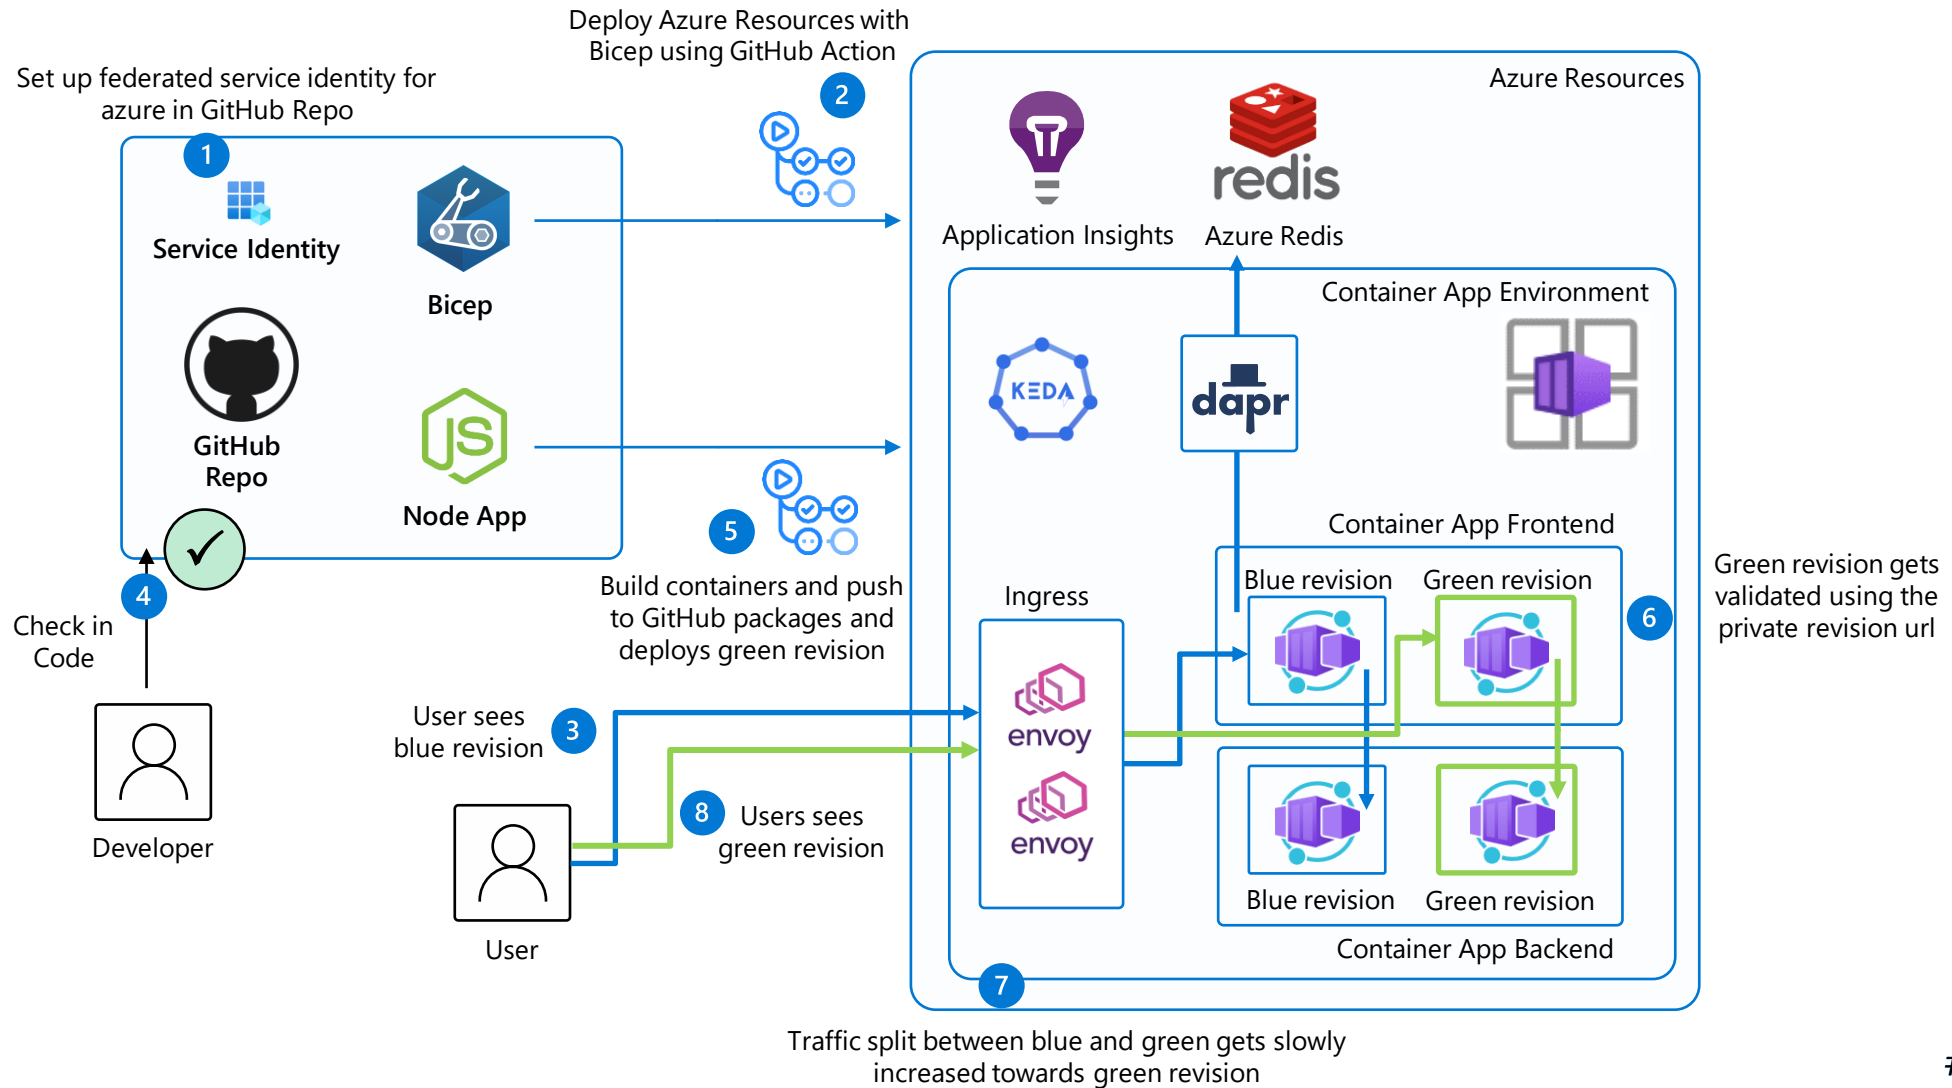 Deploy Azure Resources with
Bicep using GitHub Action
2
Set up federated service identity for
azure in GitHub Repo
1
Service Identity
Bicep
GitHub
Repo
JS
Node App
4
Check in
Code
Developer
5
Build containers and push
to GitHub packages and
deploys green revision
User sees
blue revision
3
8
Users sees
green revision
User
Azure Resources
Application Insights
redis
Azure Redis
Container App Environment
KEDA
dapr
Container App Frontend
Blue revision
Green revision
6
Green revision gets
validated using the
private revision url
Ingress
envoy
envoy
Blue revision
Green revision
Container App Backend
7
Traffic split between blue and green gets slowly
increased towards green revision